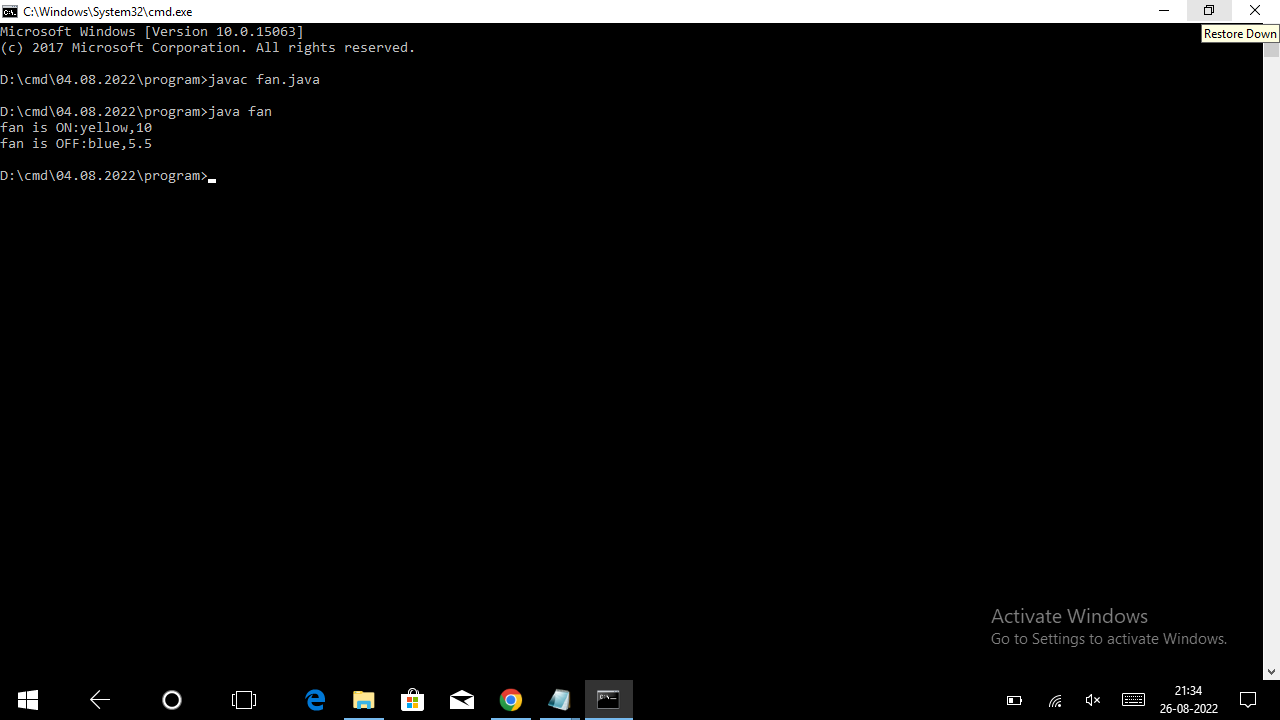 C:\Windows\System32\cmd.exe
Restore Down
Microsoft Windows [Version 10.0.15063]
(c) 2017 Microsoft Corporation. All rights reserved.
D:\cmd\04.08.2022\program>javac fan.java
D:\cmd\04.08.2022\program>java fan
fan is ON:yellow,10
fan is OFF:blue,5.5
D:\cmd\04.08.2022\program>
Activate Windows
Go to Settings to activate Windows.
21:34
26-08-2022